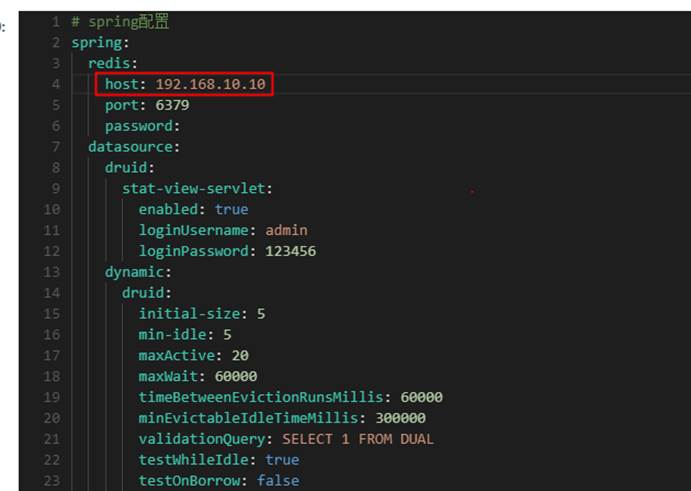 1 # spring配置
2 spring:
3   redis:
4     host: 192.168.10.10
5     port: 6379
6     password:
7   datasource:
8     druid:
9       stat-view-servlet:
10         enabled: true
11         loginUsername: admin
12         loginPassword: 123456
13     dynamic:
14       druid:
15         initial-size: 5
16         min-idle: 5
17         maxActive: 20
18         maxWait: 60000
19         timeBetweenEvictionRunsMillis: 60000
20         minEvictableIdleTimeMillis: 300000
21         validationQuery: SELECT 1 FROM DUAL
22         testWhileIdle: true
23         testOnBorrow: false